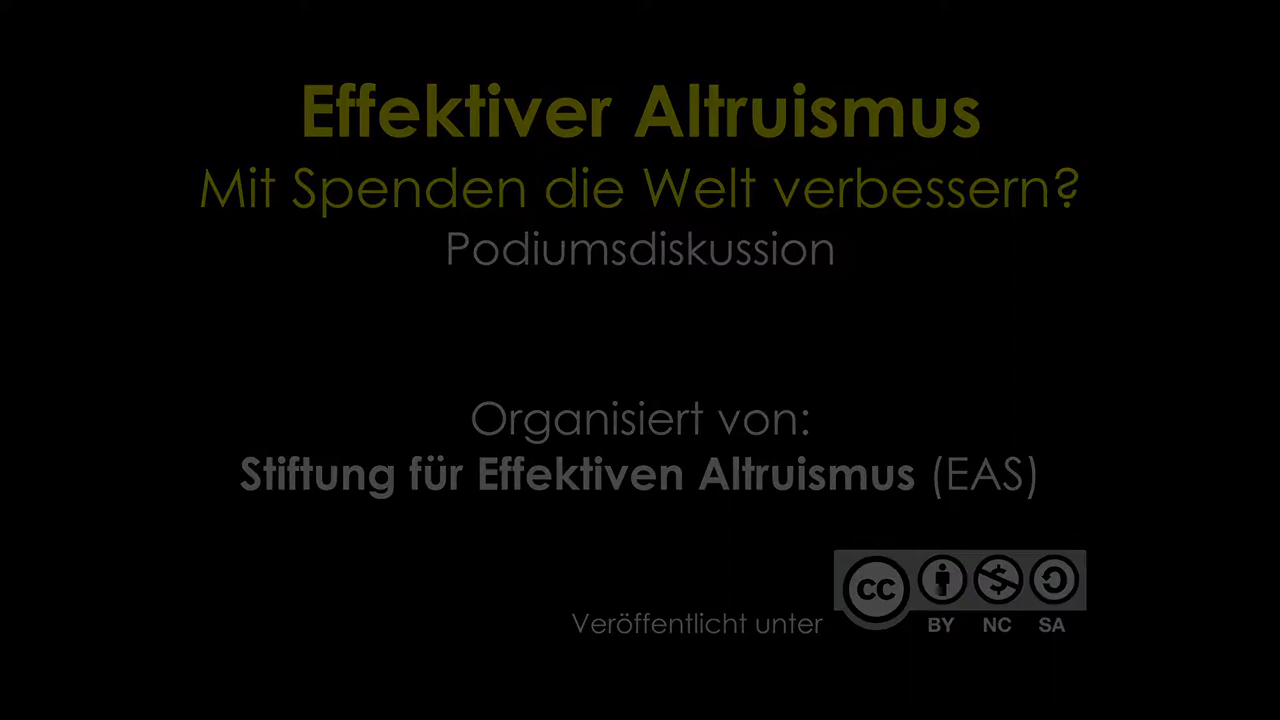 Effektiver Altruismus
Mit Spenden die Welt verbessern?
Podiumsdiskussion
Organisiert von:
Stiftung für Effektiven Altruismus (EAS)
Veröffentlicht unter
cc
BY NC SA